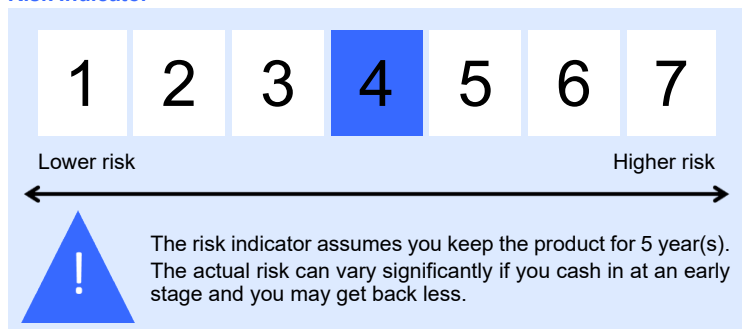 1 2 3 4 5 6 7
Lower risk Higher risk
!
The risk indicator assumes you keep the product for 5 year(s).
The actual risk can vary significantly if you cash in at an early
stage and you may get back less.